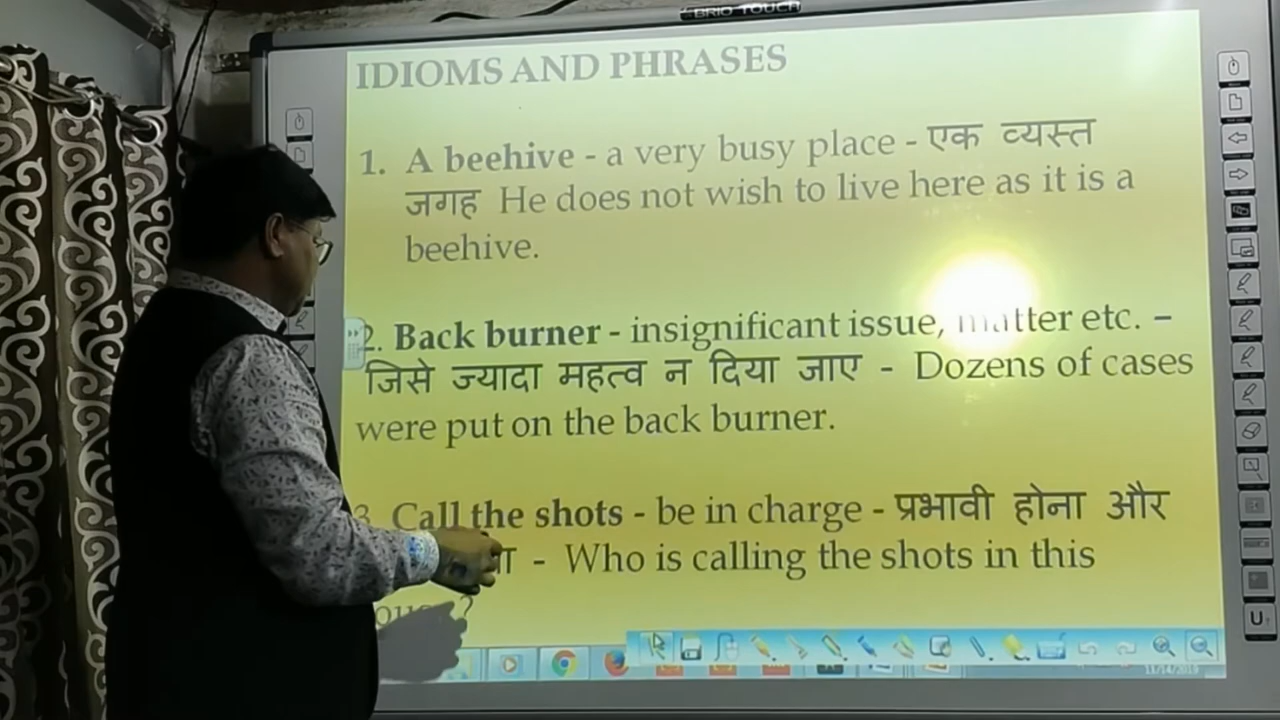 BRIO TOUCH
IDIOMS AND PHRASES
1. A beehive - a very busy place - एक व्यस्त
जगह He does not wish to live here as it is a
beehive.
2. Back burner - insignificant issue, matter etc. –
जिसे ज्यादा महत्व न दिया जाए - Dozens of cases
were put on the back burner.
3. Call the shots - be in charge - प्रभावी होना और
- Who is calling the shots in this
?